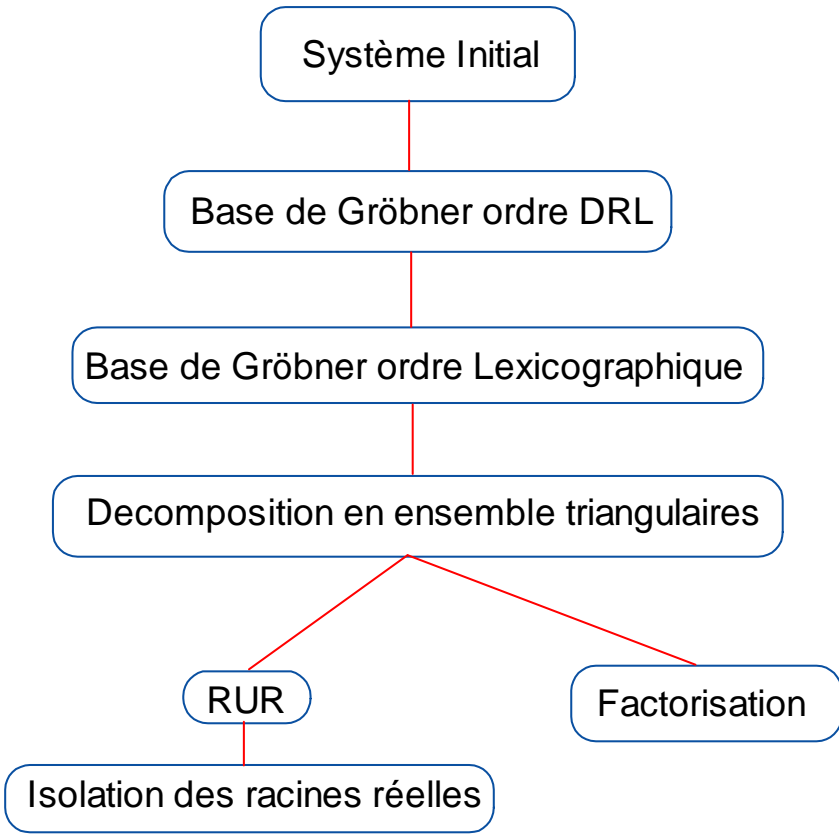 Système Initial
Base de Gröbner ordre DRL
Base de Gröbner ordre Lexicographique
Decomposition en ensemble triangulaires
RUR
Factorisation
Isolation des racines réelles